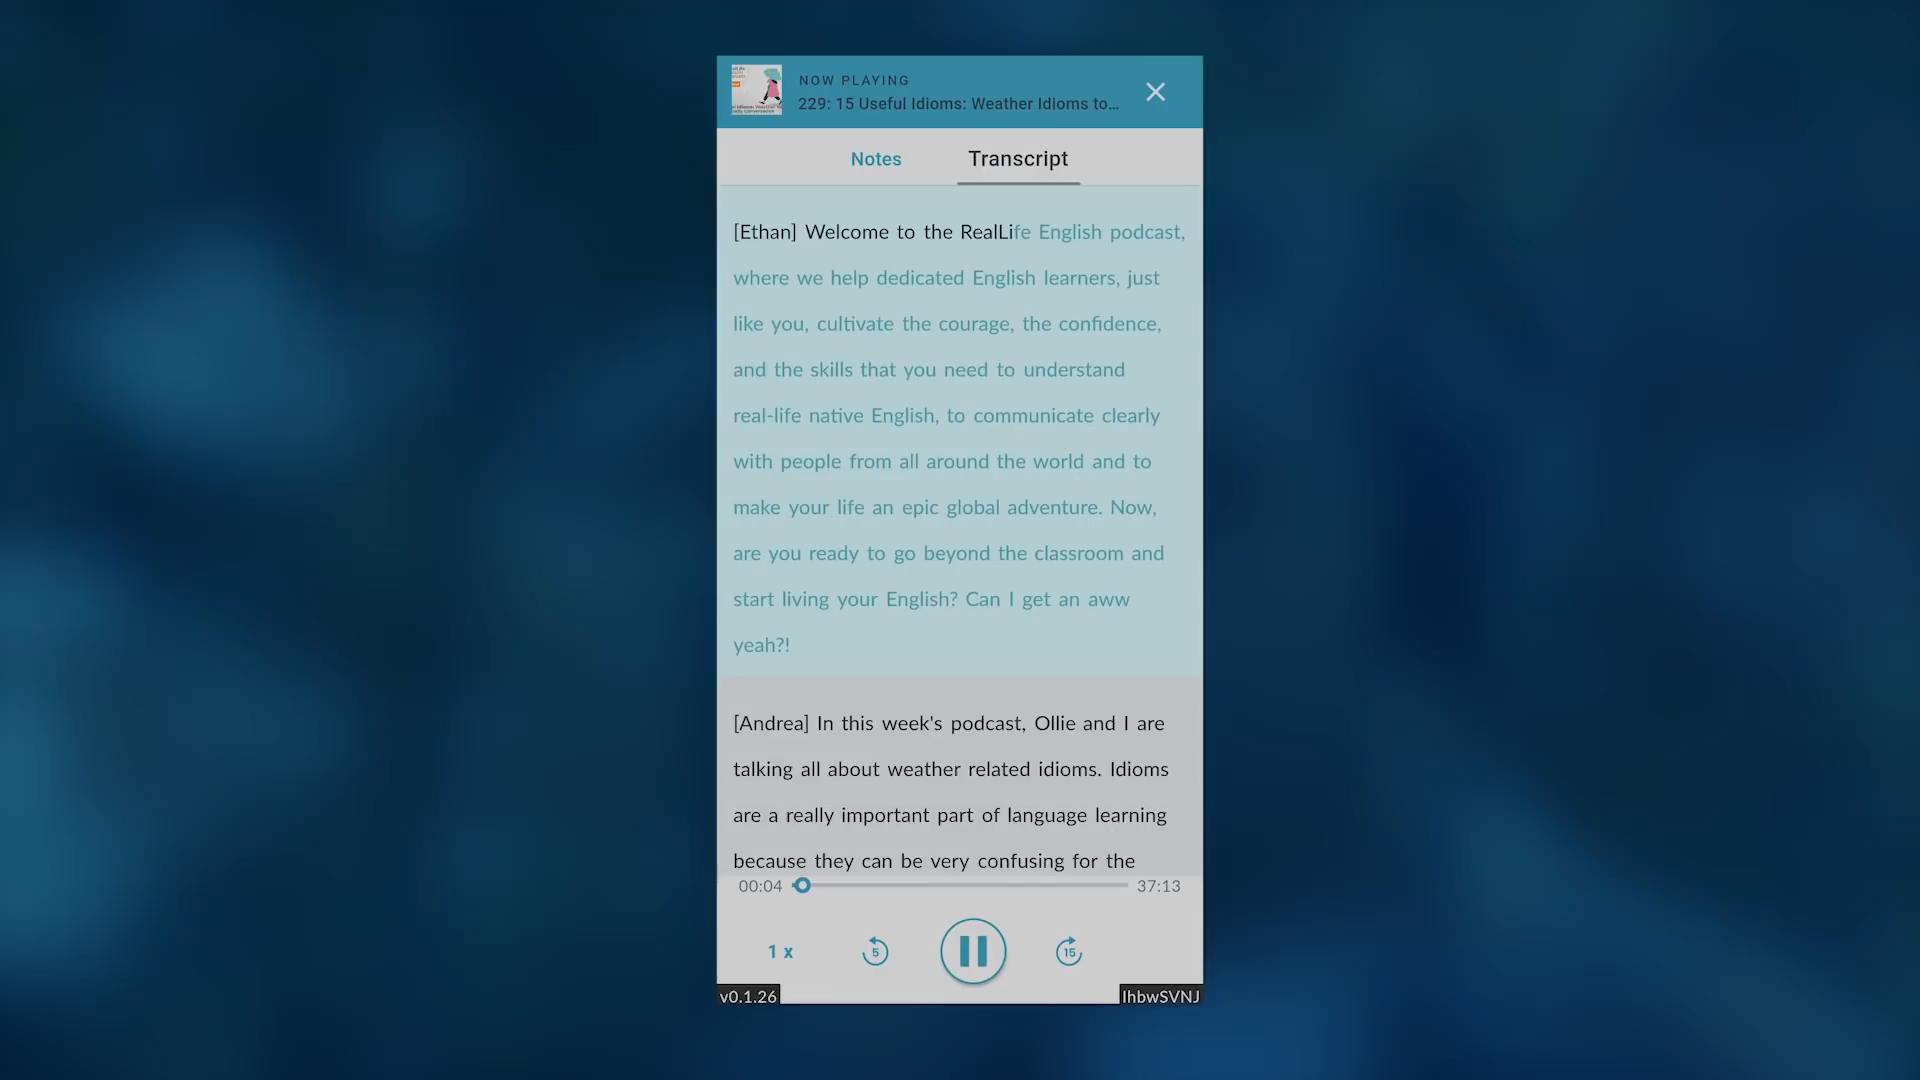 NOW PLAYING
229: 15 Useful Idioms: Weather Idioms to...
Notes
Transcript
[Ethan] Welcome to the RealLife English podcast,
where we help dedicated English learners, just
like you, cultivate the courage, the confidence,
and the skills that you need to understand
real-life native English, to communicate clearly
with people from all around the world and to
make your life an epic global adventure. Now,
are you ready to go beyond the classroom and
start living your English? Can I get an aww
yeah?!
[Andrea] In this week's podcast, Ollie and I are
talking all about weather related idioms. Idioms
are a really important part of language learning
because they can be very confusing for the
00:04
37:13
1 x
5
15
v0.1.26
IhbwSVNJ